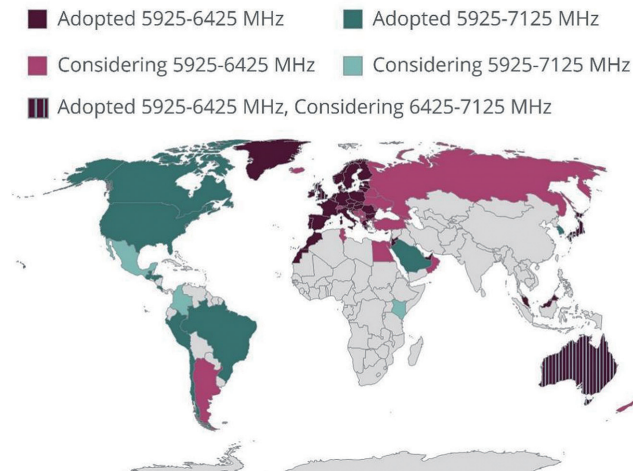 Adopted 5925-6425 MHz
Adopted 5925-7125 MHz
Considering 5925-6425 MHz
Considering 5925-7125 MHz
Adopted 5925-6425 MHz, Considering 6425-7125 MHz